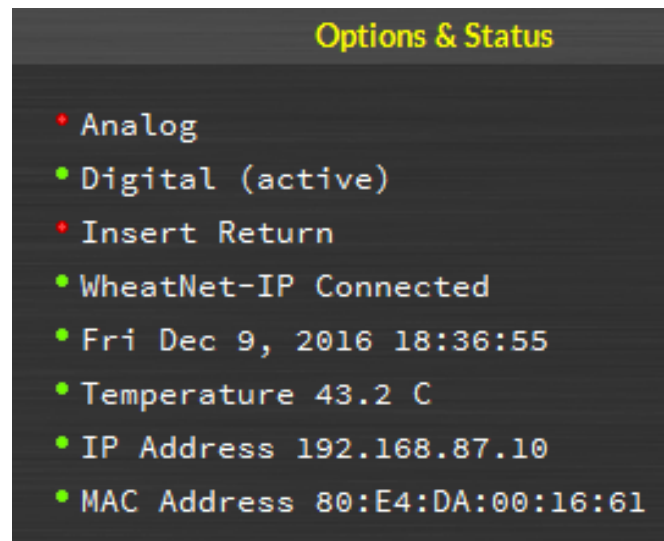 Options & Status
Analog
Digital (active)
Insert Return
WheatNet-IP Connected
Fri Dec 9, 2016 18:36:55
Temperature 43.2 C
IP Address 192.168.87.10
MAC Address 80:E4:DA:00:16:61